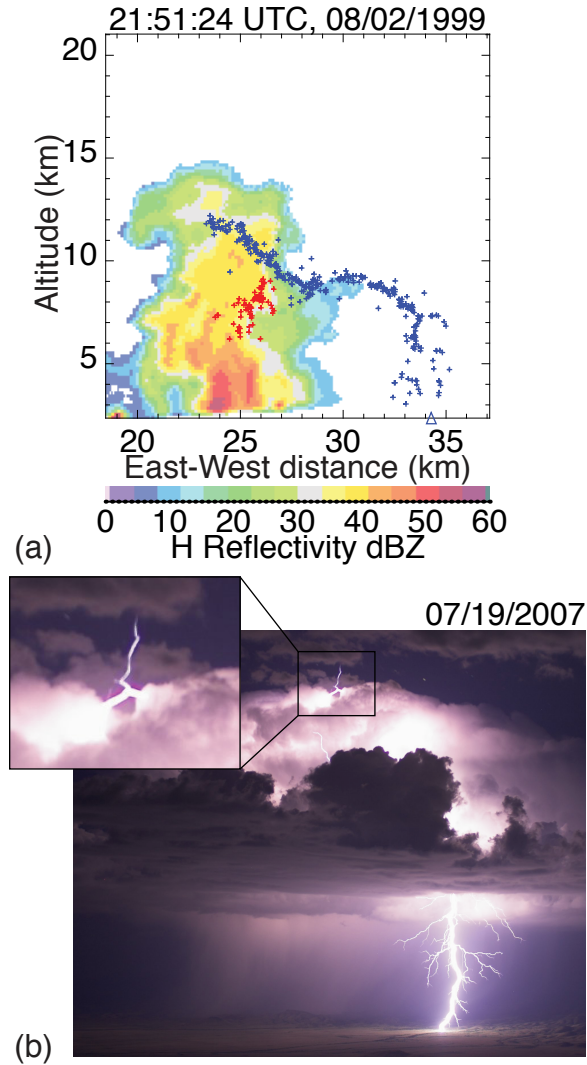 21:51:24 UTC, 08/02/1999
20
15
10
5
Altitude (km)
20 25 30 35
East-West distance (km)
0 10 20 30 40 50 60
H Reflectivity dBZ
(a)
07/19/2007
(b)